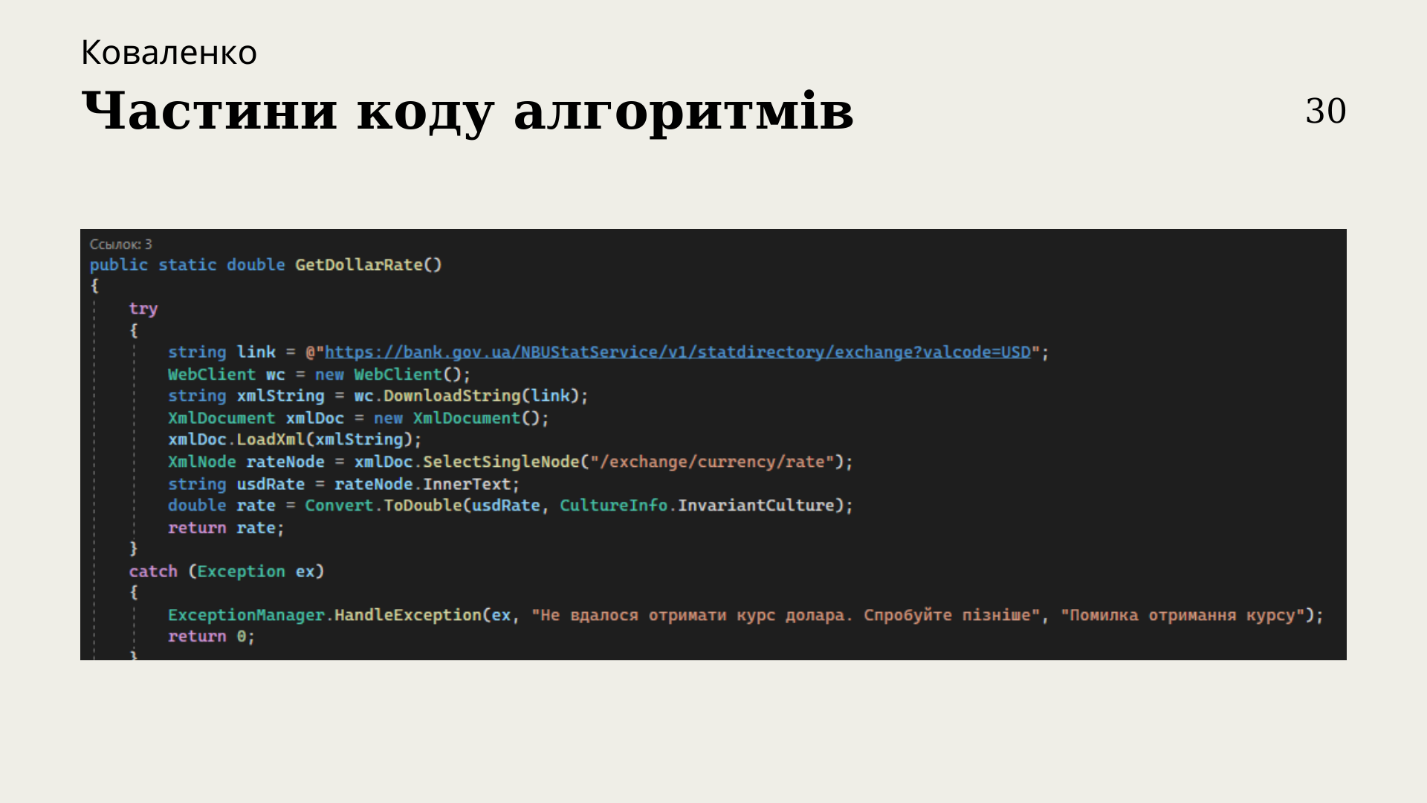 Коваленко
Частини коду алгоритмів
30
Ссылок: 3
public static double GetDollarRate()
{
try
{
string link = @"https://bank.gov.ua/NBUStatService/v1/statdirectory/exchange?valcode=USD";
WebClient wc = new WebClient();
string xmlString = wc.DownloadString(link);
XmlDocument xmlDoc = new XmlDocument();
xmlDoc.LoadXml(xmlString);
XmlNode rateNode = xmlDoc.SelectSingleNode("/exchange/currency/rate");
string usdRate = rateNode.InnerText;
double rate = Convert.ToDouble(usdRate, CultureInfo.InvariantCulture);
return rate;
}
catch (Exception ex)
{
ExceptionManager.HandleException(ex, "Не вдалося отримати курс долара. Спробуйте пізніше", "Помилка отримання курсу");
return 0;
}